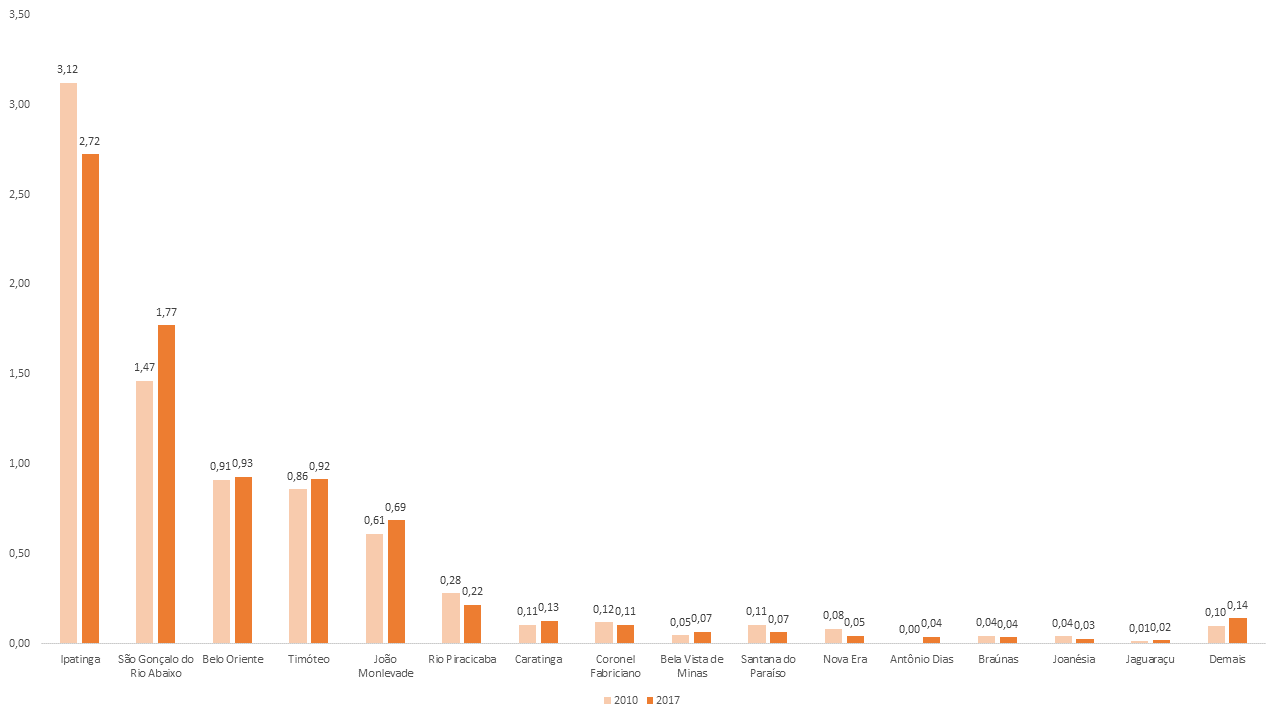 3,50
3,00
2,50
2,00
1,50
1,00
0,50
0,00
3,12
2,72
1,47
1,77
0,91
0,93
0,86
0,92
0,61
0,69
0,28
0,22
0,11
0,13
0,12
0,11
0,05
0,07
0,11
0,07
0,08
0,05
0,00
0,04
0,04
0,04
0,04
0,03
0,01
0,02
0,10
0,14
Ipatinga
São Gonçalo do
Rio Abaixo
Belo Oriente
Timóteo
João
Monlevade
Rio Piracicaba
Caratinga
Coronel
Fabriciano
Bela Vista de
Minas
Santana do
Paraíso
Nova Era
Antônio Dias
Braúnas
Joanésia
Jaguaraçu
Demais
2010
2017